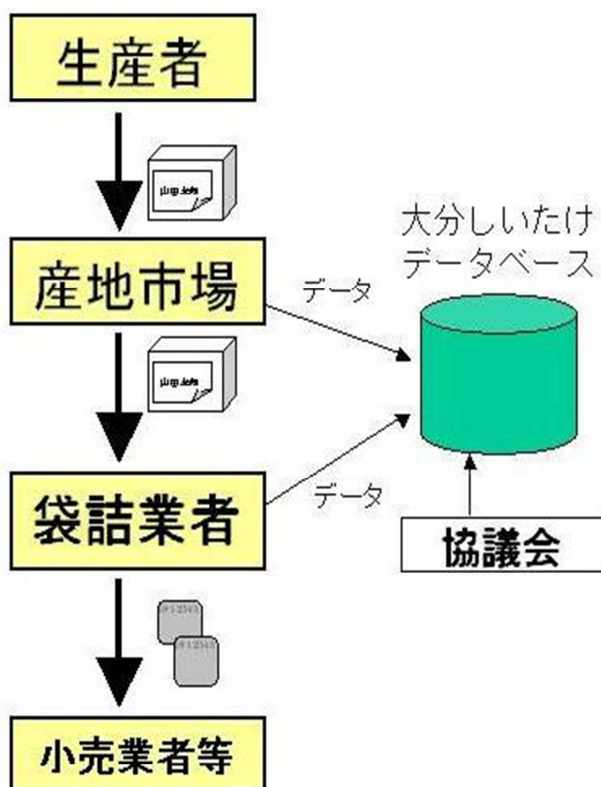 生産者
大分しいたけ
データベース
産地市場
データ
袋詰業者
データ
協議会
小売業者等